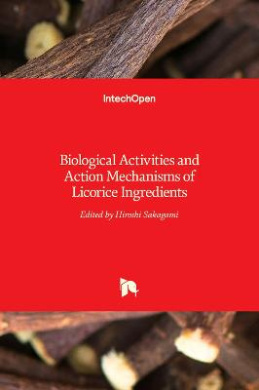 IntechOpen
Biological Activities and
Action Mechanisms of
Licorice Ingredients
Edited by Hiroshi Sakagami